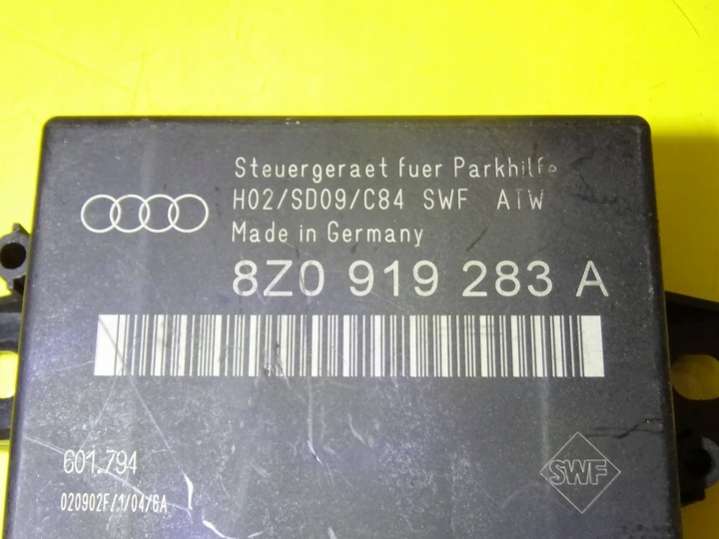 Steuergeraet fuer Parkhilfe
H02/SD09/C84 SWF ATW
Made in Germany
8Z0 919 283 A
601.794
020902F/1/04/6A
SWF